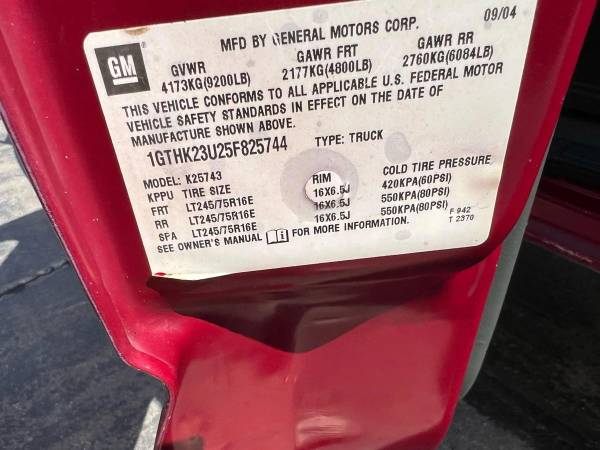 MFD BY GENERAL MOTORS CORP. 09/04
GM
GVWR GAWR FRT GAWR RR
4173KG(9200LB) 2177KG(4800LB) 2760KG(6084LB)
THIS VEHICLE CONFORMS TO ALL APPLICABLE U.S. FEDERAL MOTOR
VEHICLE SAFETY STANDARDS IN EFFECT ON THE DATE OF
MANUFACTURE SHOWN ABOVE.
1GTHK23U25F825744 TYPE: TRUCK
MODEL: K25743
KPPU TIRE SIZE RIM COLD TIRE PRESSURE
FRT LT245/75R16E 16X6.5J 420KPA(60PSI)
RR LT245/75R16E 16X6.5J 550KPA(80PSI)
SPA LT245/75R16E 16X6.5J 550KPA(80PSI)
SEE OWNER'S MANUAL FOR MORE INFORMATION.
F 942
T 2370